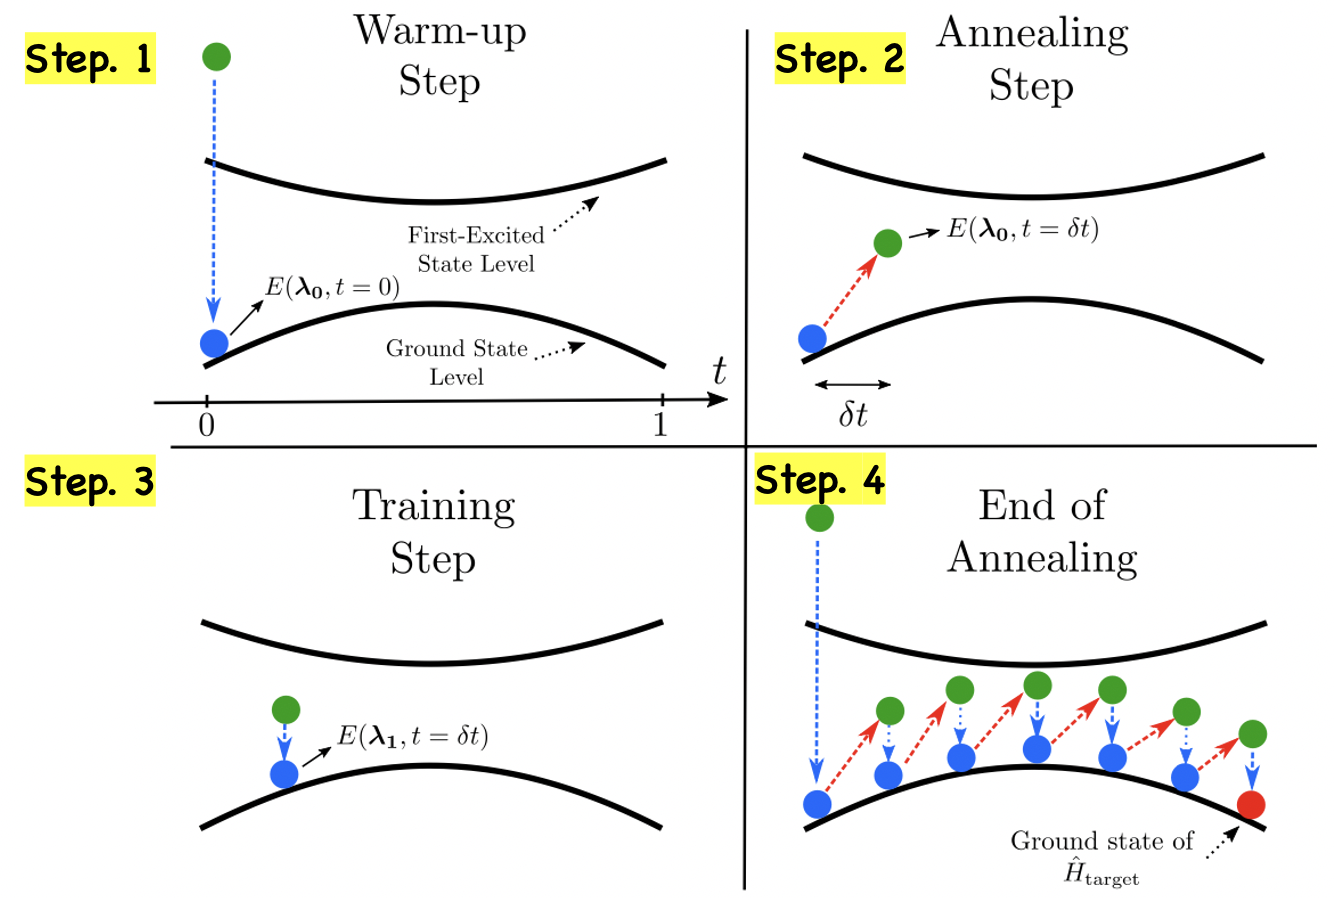 Step. 1
Warm-up
Step
First-Excited
State Level
E(λ₀, t = 0)
Ground State
Level
t
0
1
Step. 2
Annealing
Step
E(λ₀, t = δt)
δt
Step. 3
Training
Step
E(λ₁, t = δt)
Step. 4
End of
Annealing
Ground state of
Ĥtarget